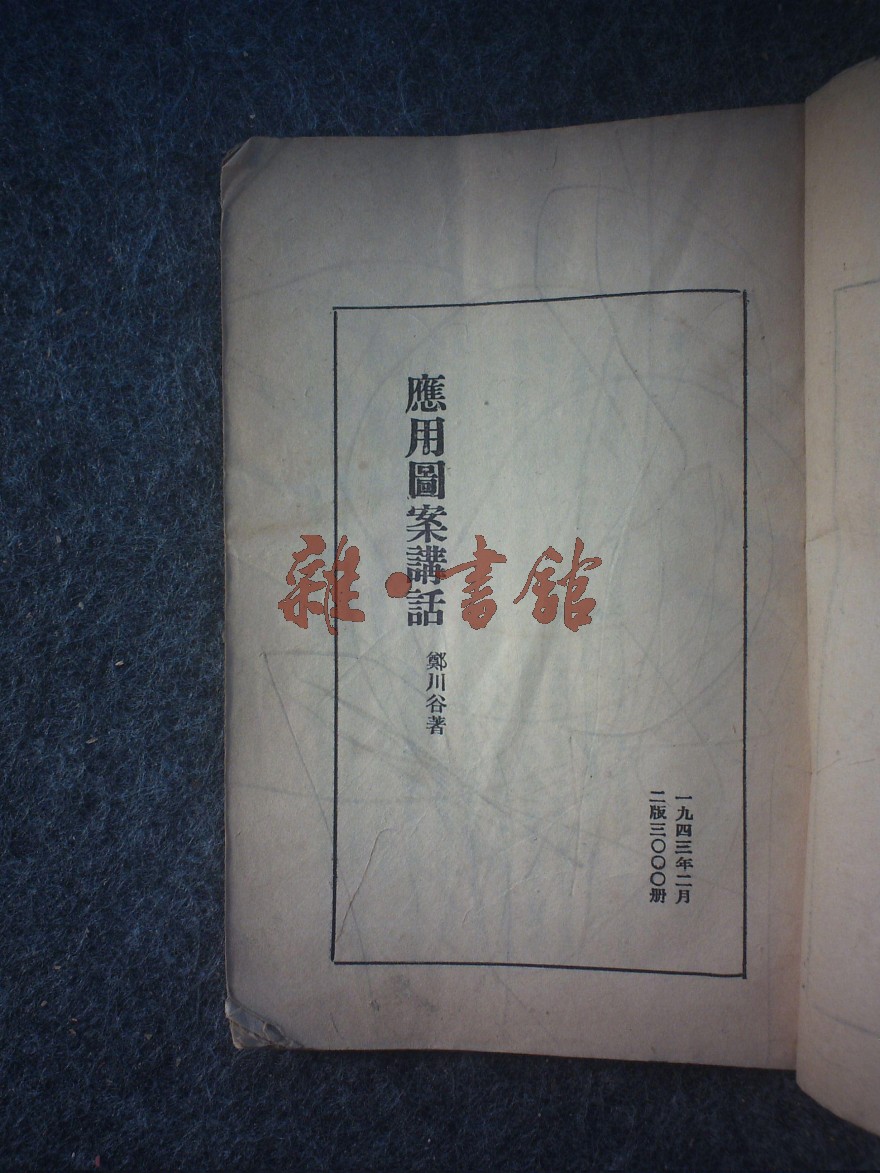 應用圖案講話
鄭川谷著
一九四三年二月
二版三〇〇〇册
雜·書館